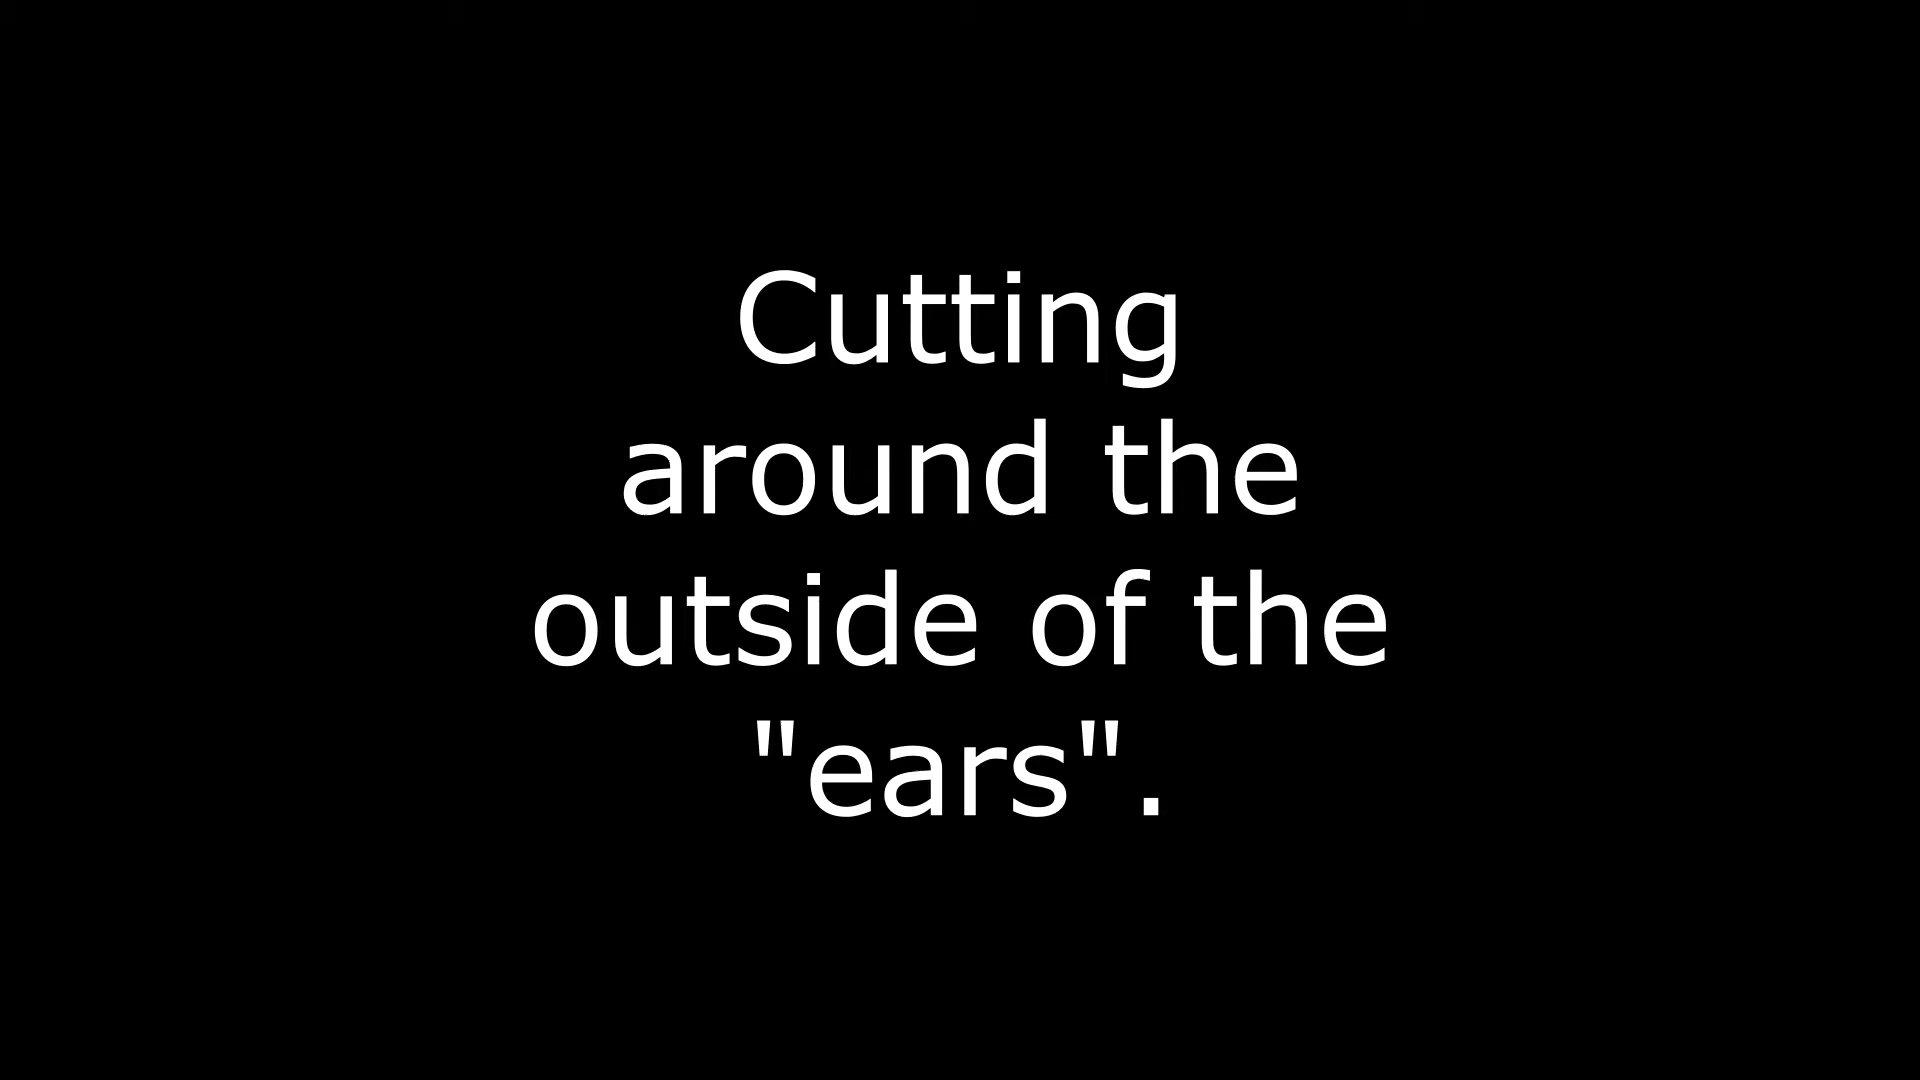 Cutting
around the
outside of the
"ears".